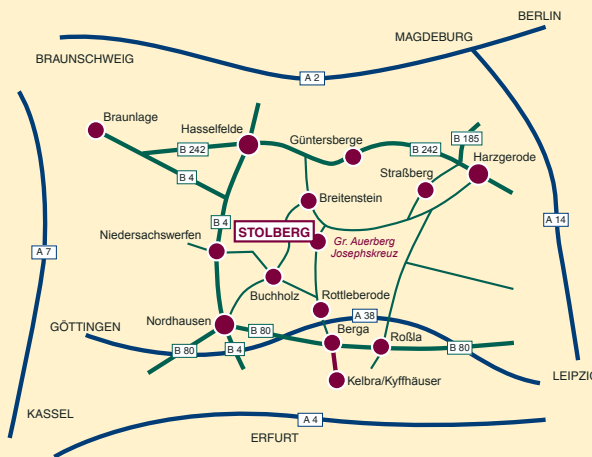 BERLIN
MAGDEBURG
BRAUNSCHWEIG
A 2
Braunlage
Hasselfelde
B 185
Güntersberge
B 242
B 242
Harzgerode
Straßberg
B 4
Breitenstein
B 4
A 14
STOLBERG
Niedersachswerfen
Gr. Auerberg
Josephskreuz
A 7
Buchholz
Rottleberode
A 38
Nordhausen
GÖTTINGEN
B 80
Berga
Roßla
B 80
B 4
B 80
LEIPZIG
Kelbra/Kyffhäuser
KASSEL
A 4
ERFURT